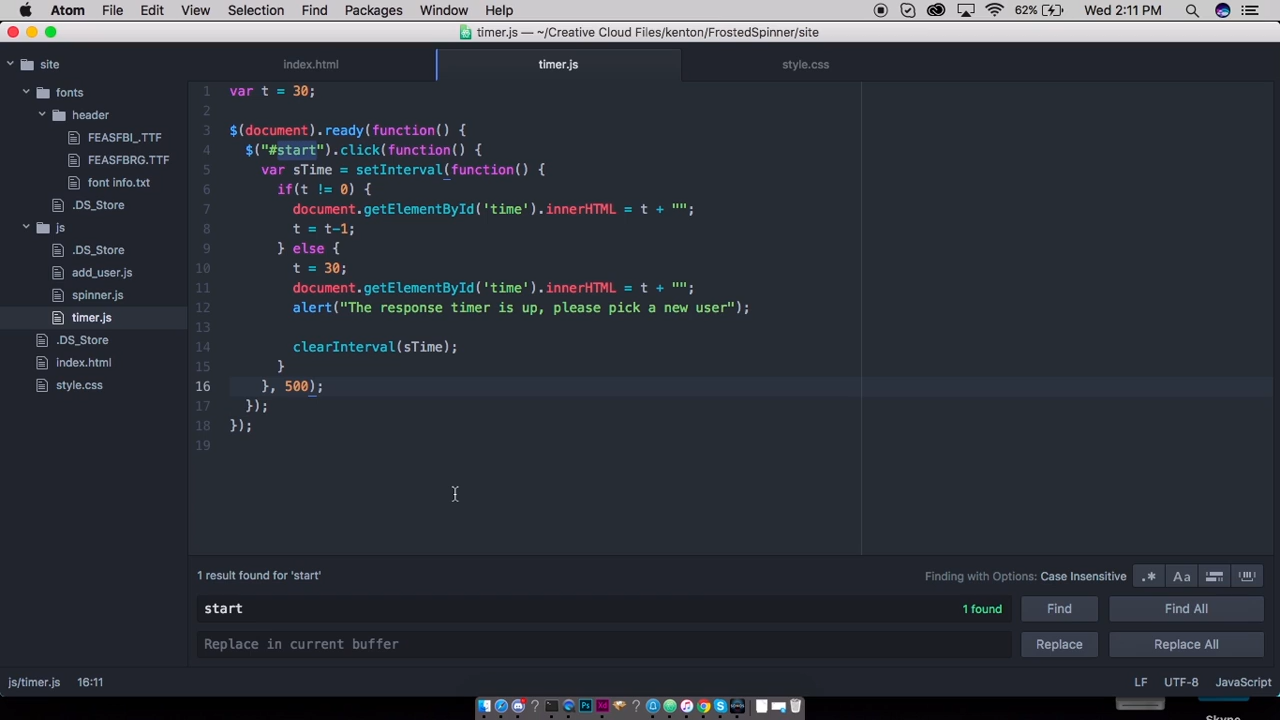 Atom File Edit View Selection Find Packages Window Help 62% Wed 2:11 PM
timer.js — ~/Creative Cloud Files/kenton/FrostedSpinner/site
site
fonts
header
FEASFBI_.TTF
FEASFBRG.TTF
font info.txt
.DS_Store
js
.DS_Store
add_user.js
spinner.js
timer.js
.DS_Store
index.html
style.css
index.html timer.js style.css
1 var t = 30;
2
3 $(document).ready(function() {
4 $("#start").click(function() {
5 var sTime = setInterval(function() {
6 if(t != 0) {
7 document.getElementById('time').innerHTML = t + "";
8 t = t-1;
9 } else {
10 t = 30;
11 document.getElementById('time').innerHTML = t + "";
12 alert("The response timer is up, please pick a new user");
13
14 clearInterval(sTime);
15 }
16 }, 500);
17 });
18 });
19
1 result found for 'start' Finding with Options: Case Insensitive .* Aa
start 1 found Find Find All
Replace in current buffer Replace Replace All
js/timer.js 16:11 LF UTF-8 JavaScript